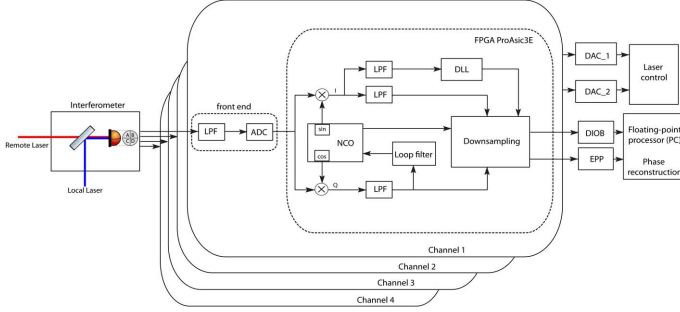 FPGA ProAsic3E
Interferometer
Remote Laser
Local Laser
A B
C D
front end
LPF
ADC
I
Q
sin
NCO
cos
LPF
DLL
LPF
Loop filter
LPF
Downsampling
DAC_1
DAC_2
Laser
control
DIOB
EPP
Floating-point
processor (PC)
Phase
reconstruction
Channel 1
Channel 2
Channel 3
Channel 4